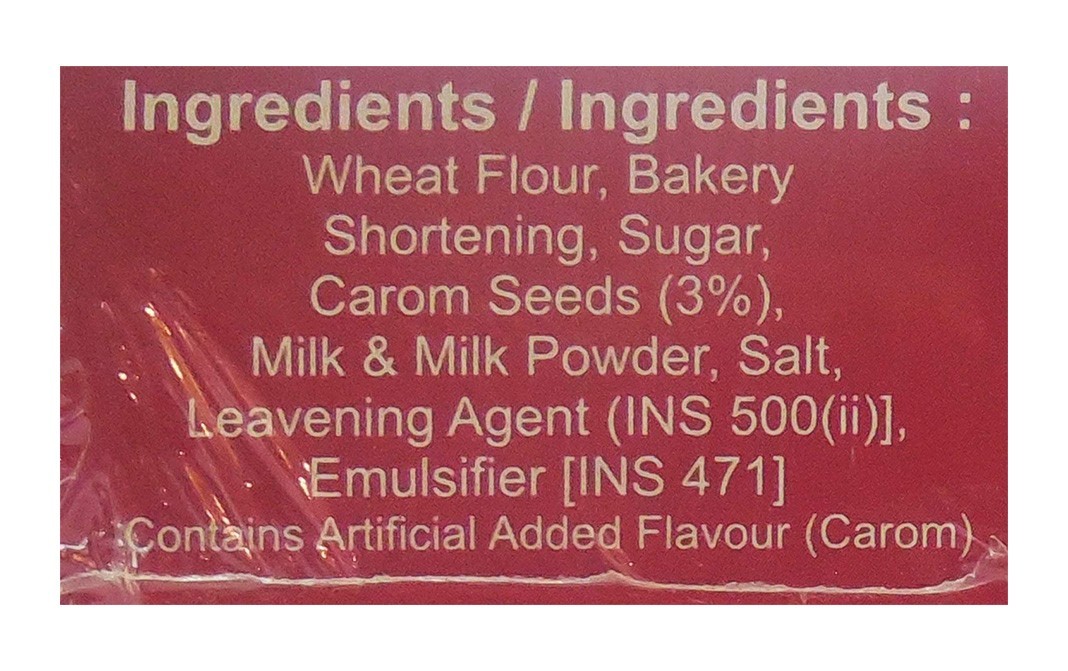 Ingredients / Ingredients :
Wheat Flour, Bakery
Shortening, Sugar,
Carom Seeds (3%),
Milk & Milk Powder, Salt,
Leavening Agent (INS 500(ii)],
Emulsifier [INS 471]
Contains Artificial Added Flavour (Carom)